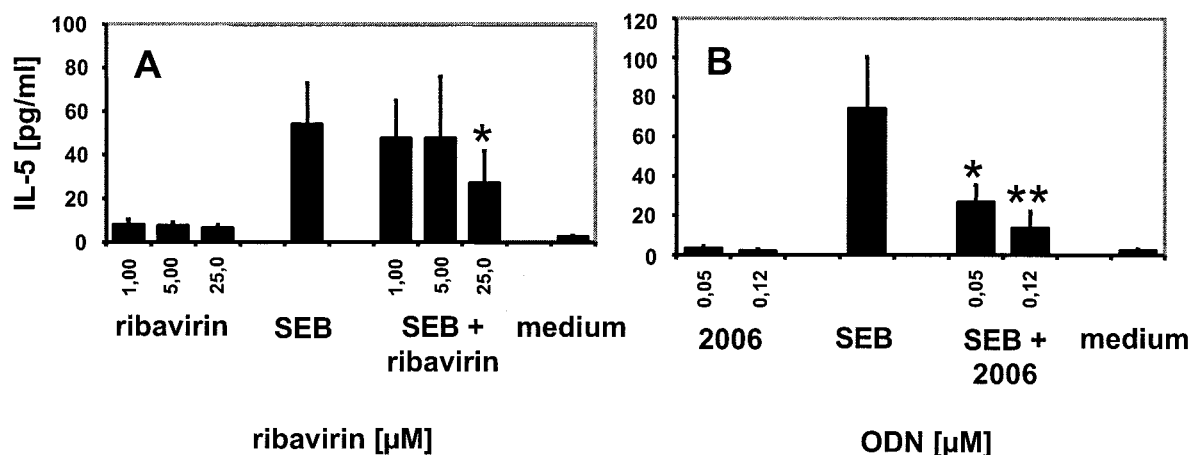 IL-5 [pg/ml]
A
100
80
60
40
20
0
*
1,00
5,00
25,0
1,00
5,00
25,0
ribavirin
SEB
SEB +
ribavirin
medium
ribavirin [µM]
B
120
100
80
60
40
20
0
*
**
0,05
0,12
0,05
0,12
2006
SEB
SEB +
2006
medium
ODN [µM]